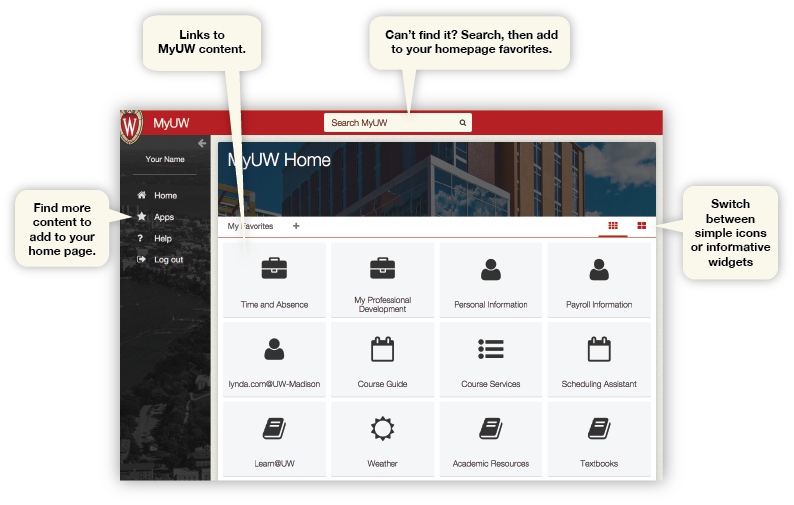 Links to
MyUW content.
Can't find it? Search, then add
to your homepage favorites.
W
MyUW
Search MyUW
Your Name
Home
Apps
Help
Log out
Find more
content to
add to your
home page.
MyUW Home
My Favorites
Switch
between
simple icons
or informative
widgets
Time and Absence
My Professional
Development
Personal Information
Payroll Information
lynda.com@UW-Madison
Course Guide
Course Services
Scheduling Assistant
Learn@UW
Weather
Academic Resources
Textbooks